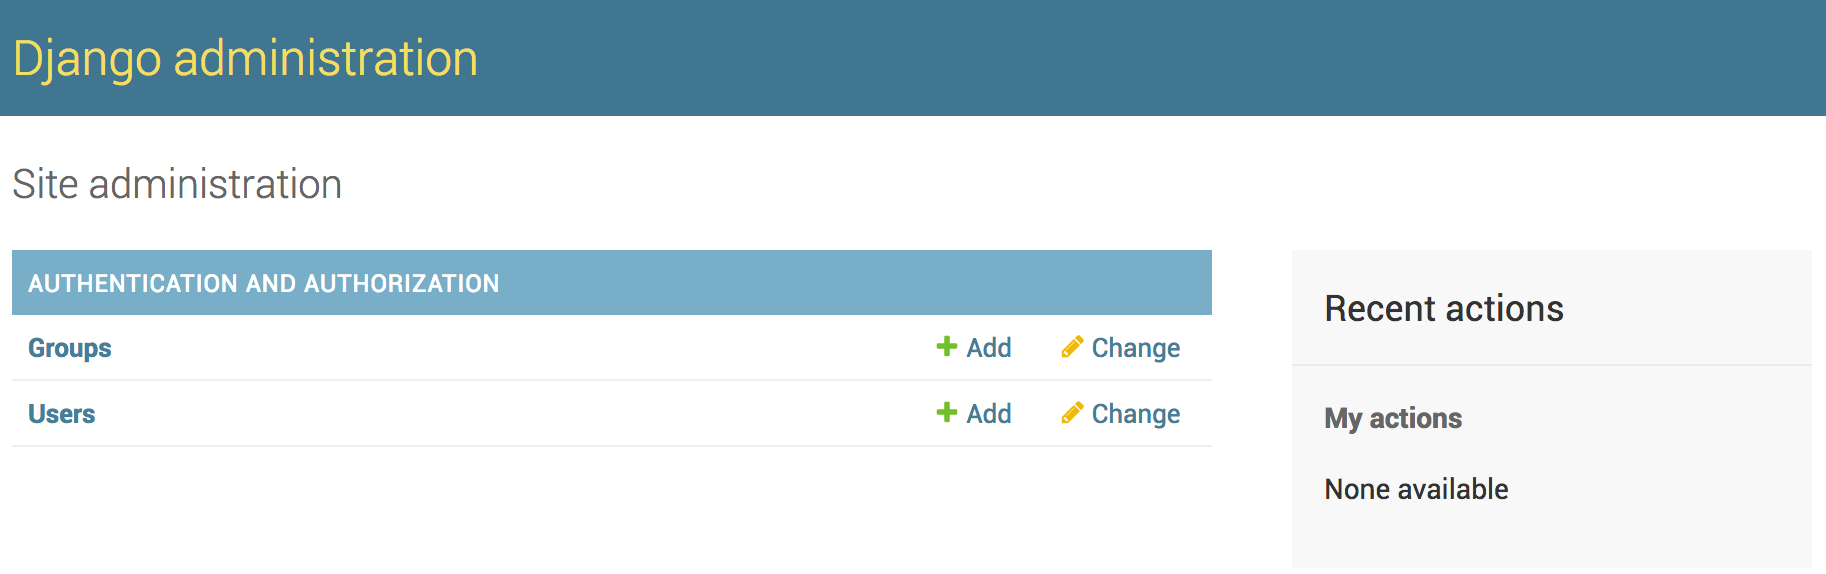 Django administration
Site administration
AUTHENTICATION AND AUTHORIZATION
Groups Add Change
Users Add Change
Recent actions
My actions
None available